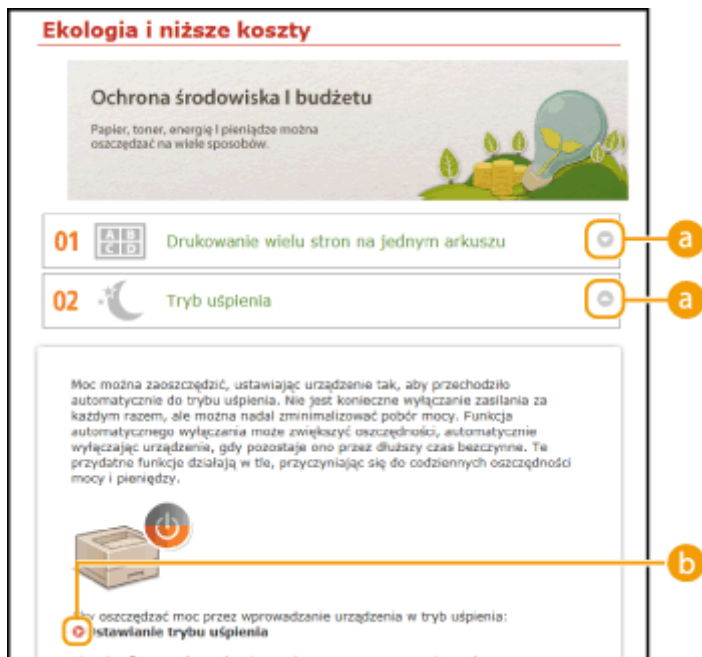 Ekologia i niższe koszty
Ochrona środowiska I budżetu
Papier, toner, energię I pieniądze można
oszczędzać na wiele sposobów.
01 A B C D Drukowanie wielu stron na jednym arkuszu a
02 Tryb uśpienia a
Moc można zaoszczędzić, ustawiając urządzenie tak, aby przechodziło
automatycznie do trybu uśpienia. Nie jest konieczne wyłączanie zasilania za
każdym razem, ale można nadal zminimalizować pobór mocy. Funkcja
automatycznego wyłączania może zwiększyć oszczędności, automatycznie
wyłączając urządzenie, gdy pozostaje ono przez dłuższy czas bezczynne. Te
przydatne funkcje działają w tle, przyczyniając się do codziennych oszczędności
mocy i pieniędzy.
b
oszczędzać moc przez wprowadzanie urządzenia w tryb uśpienia:
stawianie trybu uśpienia